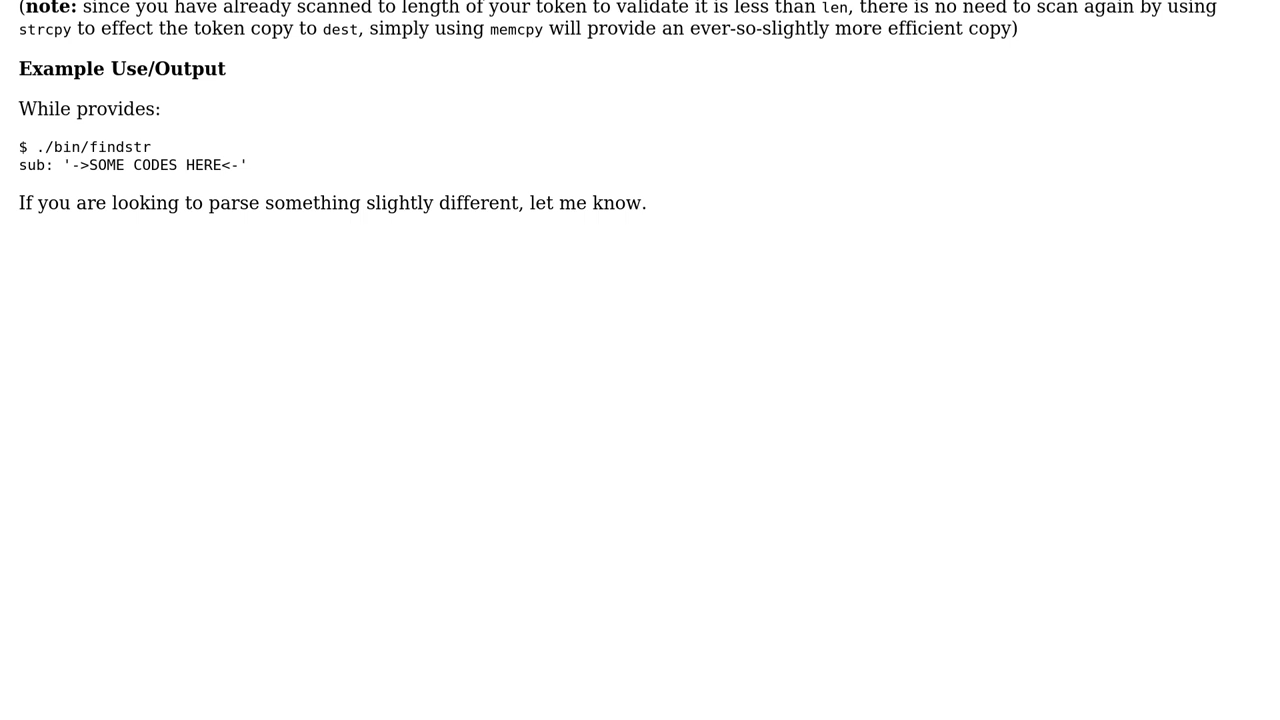 (note: since you have already scanned to length of your token to validate it is less than len, there is no need to scan again by using
strcpy to effect the token copy to dest, simply using memcpy will provide an ever-so-slightly more efficient copy)
Example Use/Output
While provides:
$ ./bin/findstr
sub: '->SOME CODES HERE<-'
If you are looking to parse something slightly different, let me know.